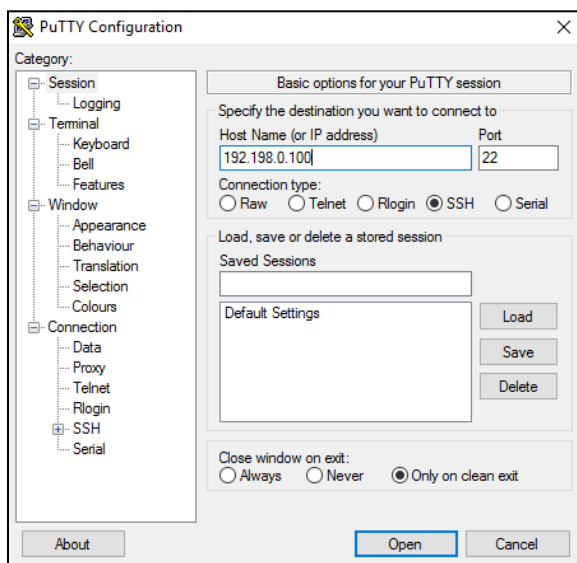 PuTTY Configuration
Category:
Session
Logging
Terminal
Keyboard
Bell
Features
Window
Appearance
Behaviour
Translation
Selection
Colours
Connection
Data
Proxy
Telnet
Rlogin
SSH
Serial
Basic options for your PuTTY session
Specify the destination you want to connect to
Host Name (or IP address) Port
192.198.0.100 22
Connection type:
Raw Telnet Rlogin SSH Serial
Load, save or delete a stored session
Saved Sessions
Default Settings
Load
Save
Delete
Close window on exit:
Always Never Only on clean exit
About Open Cancel